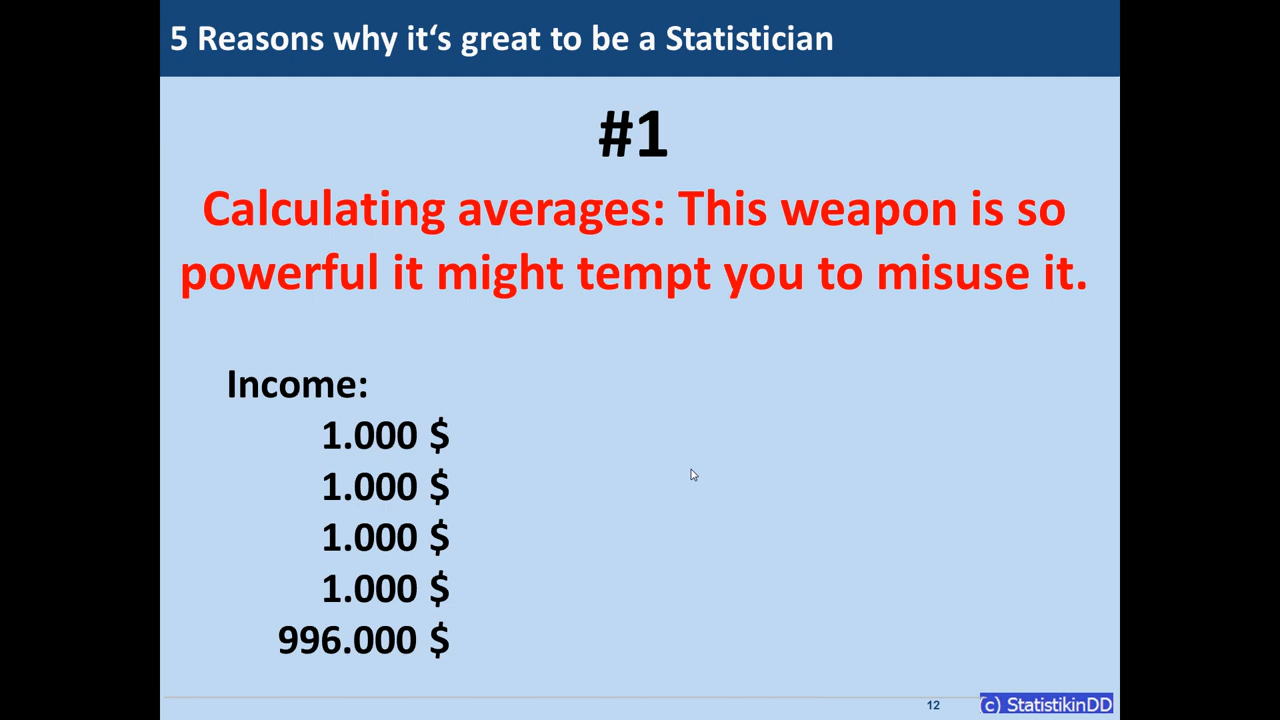 5 Reasons why it‘s great to be a Statistician
#1
Calculating averages: This weapon is so
powerful it might tempt you to misuse it.
Income:
1.000 $
1.000 $
1.000 $
1.000 $
996.000 $
12
(c) StatistikinDD